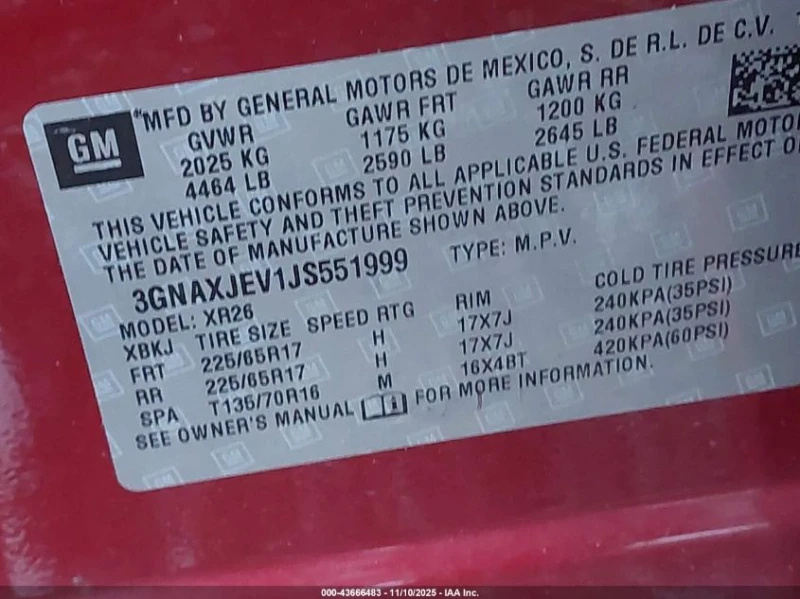 GM
"MFD BY GENERAL MOTORS DE MEXICO, S. DE R.L. DE C.V.
GVWR GAWR FRT GAWR RR
2025 KG 1175 KG 1200 KG
4464 LB 2590 LB 2645 LB
THIS VEHICLE CONFORMS TO ALL APPLICABLE U.S. FEDERAL MOTO
VEHICLE SAFETY AND THEFT PREVENTION STANDARDS IN EFFECT O
THE DATE OF MANUFACTURE SHOWN ABOVE.
3GNAXJEV1JS551999 TYPE: M.P.V.
MODEL: XR26
XBKJ TIRE SIZE SPEED RTG RIM COLD TIRE PRESSURE
FRT 225/65R17 H 17X7J 240KPA(35PSI)
RR 225/65R17 H 17X7J 240KPA(35PSI)
SPA T135/70R16 M 16X4BT 420KPA(60PSI)
SEE OWNER'S MANUAL FOR MORE INFORMATION.
000-43666483 - 11/10/2025 - IAA Inc.